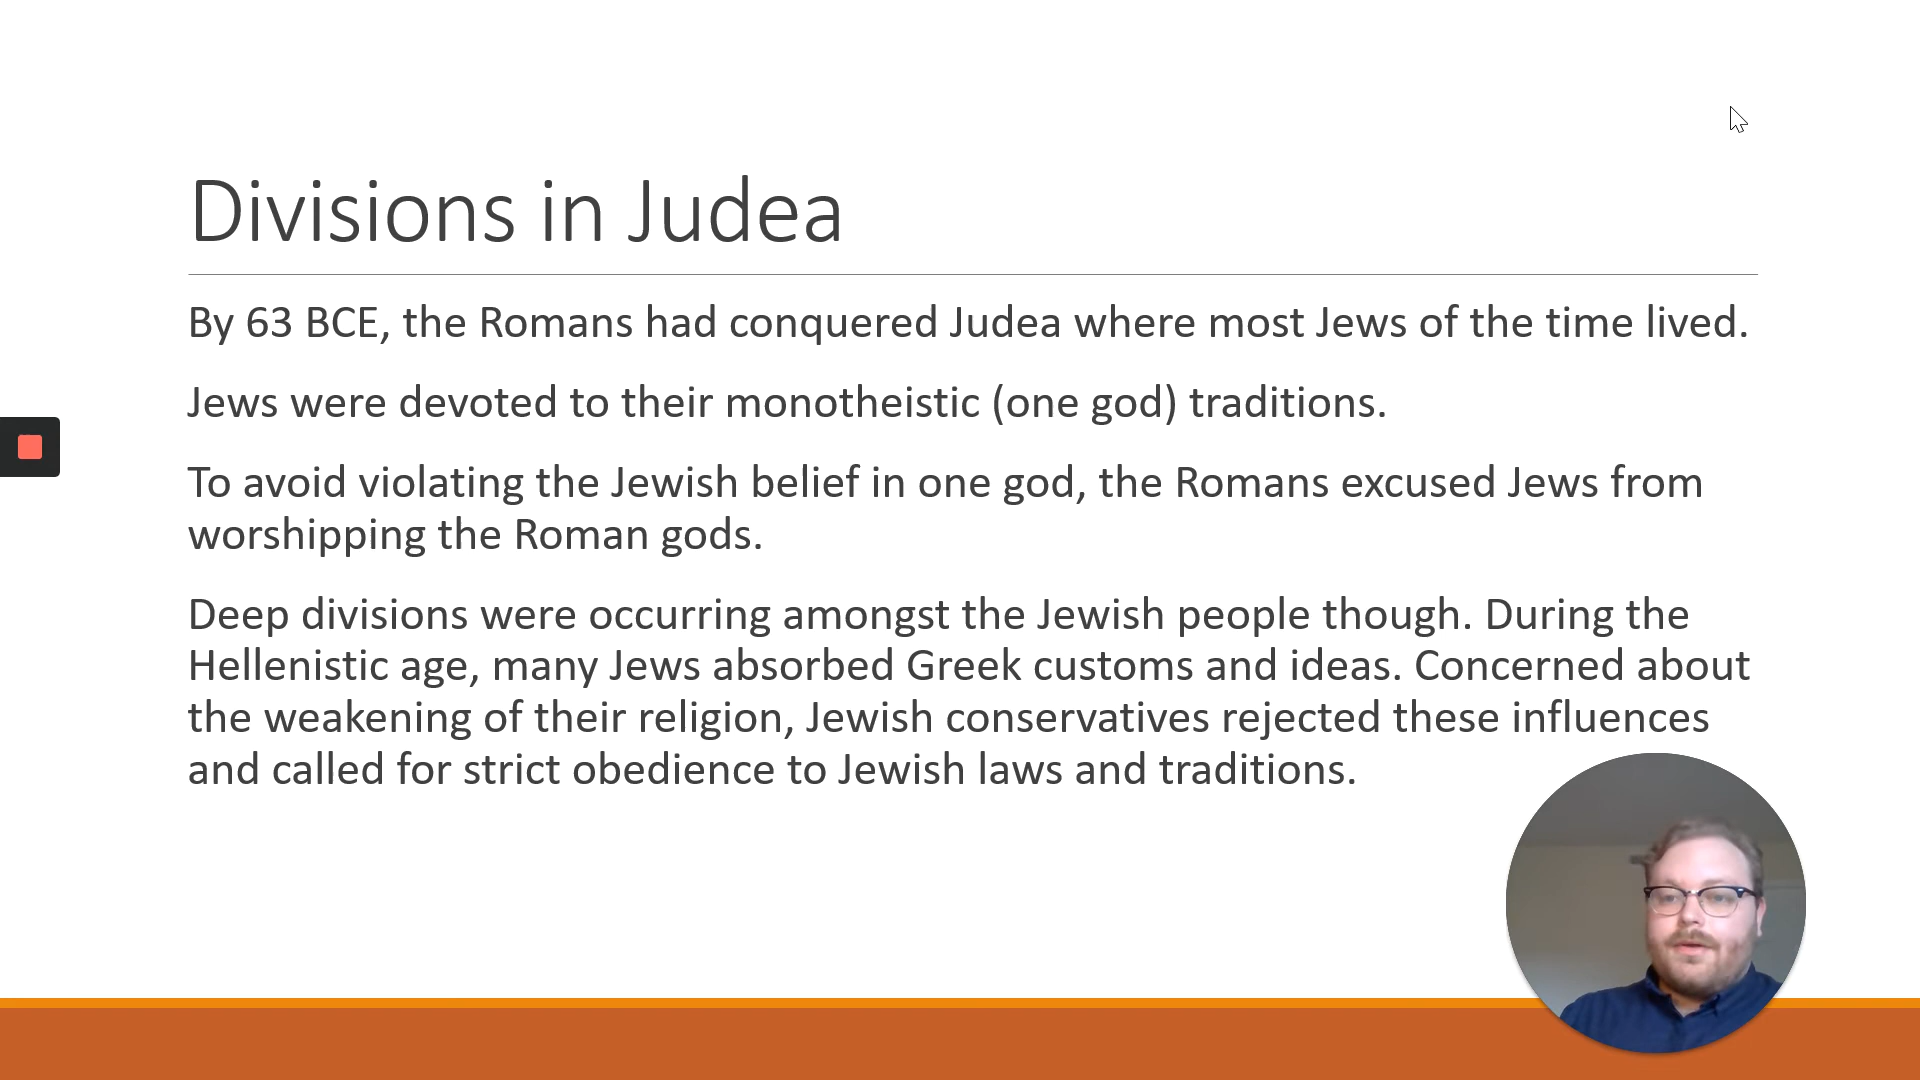 Divisions in Judea
By 63 BCE, the Romans had conquered Judea where most Jews of the time lived.
Jews were devoted to their monotheistic (one god) traditions.
To avoid violating the Jewish belief in one god, the Romans excused Jews from
worshipping the Roman gods.
Deep divisions were occurring amongst the Jewish people though. During the
Hellenistic age, many Jews absorbed Greek customs and ideas. Concerned about
the weakening of their religion, Jewish conservatives rejected these influences
and called for strict obedience to Jewish laws and traditions.